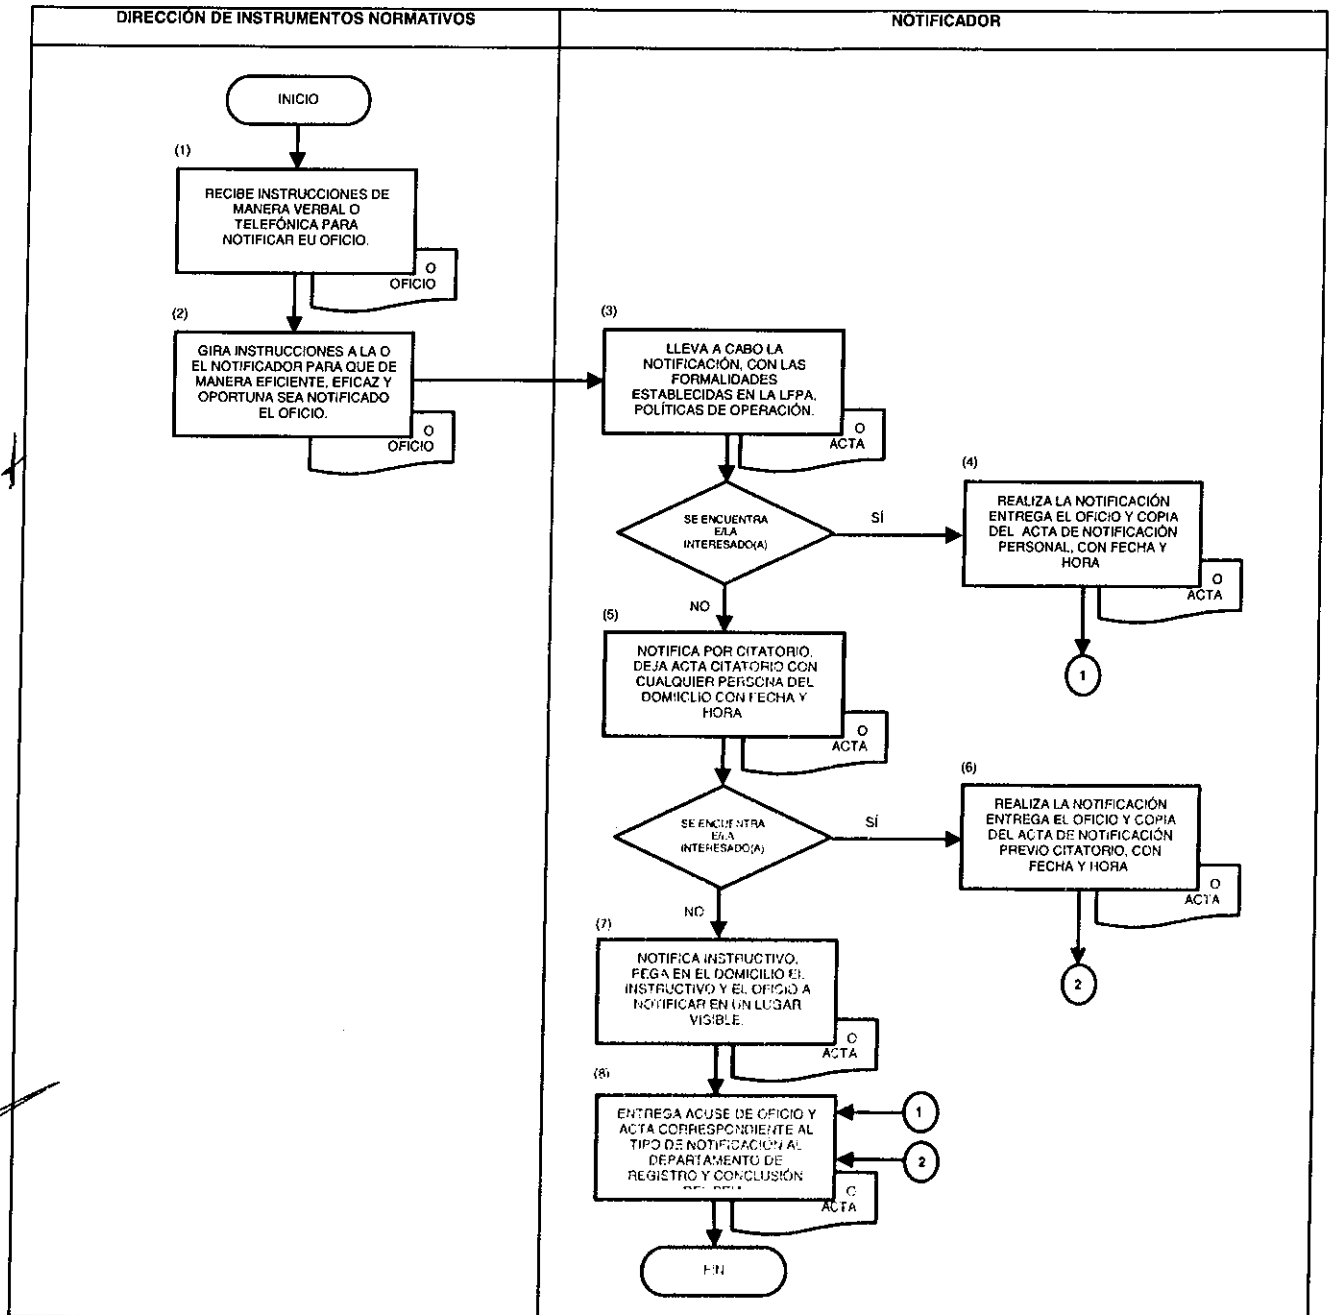 DIRECCIÓN DE INSTRUMENTOS NORMATIVOS
NOTIFICADOR
INICIO
(1)
RECIBE INSTRUCCIONES DE
MANERA VERBAL O
TELEFÓNICA PARA
NOTIFICAR EU OFICIO.
O
OFICIO
(2)
GIRA INSTRUCCIONES A LA O
EL NOTIFICADOR PARA QUE DE
MANERA EFICIENTE, EFICAZ Y
OPORTUNA SEA NOTIFICADO
EL OFICIO.
O
OFICIO
(3)
LLEVA A CABO LA
NOTIFICACIÓN, CON LAS
FORMALIDADES
ESTABLECIDAS EN LA LFPA,
POLÍTICAS DE OPERACIÓN.
O
ACTA
SE ENCUENTRA
E/LA
INTERESADO(A)
SÍ
(4)
REALIZA LA NOTIFICACIÓN
ENTREGA EL OFICIO Y COPIA
DEL ACTA DE NOTIFICACIÓN
PERSONAL, CON FECHA Y
HORA
O
ACTA
1
NO
(5)
NOTIFICA POR CITATORIO,
DEJA ACTA CITATORIO CON
CUALQUIER PERSONA DEL
DOMICILIO CON FECHA Y
HORA
O
ACTA
SE ENCUENTRA
E/LA
INTERESADO(A)
SÍ
(6)
REALIZA LA NOTIFICACIÓN
ENTREGA EL OFICIO Y COPIA
DEL ACTA DE NOTIFICACIÓN
PREVIO CITATORIO, CON
FECHA Y HORA
O
ACTA
2
NO
(7)
NOTIFICA INSTRUCTIVO,
PEGA EN EL DOMICILIO EL
INSTRUCTIVO Y EL OFICIO A
NOTIFICAR EN UN LUGAR
VISIBLE.
O
ACTA
(8)
ENTREGA ACUSE DE OFICIO Y
ACTA CORRESPONDIENTE AL
TIPO DE NOTIFICACIÓN AL
DEPARTAMENTO DE
REGISTRO Y CONCLUSIÓN
1
2
O
ACTA
FIN